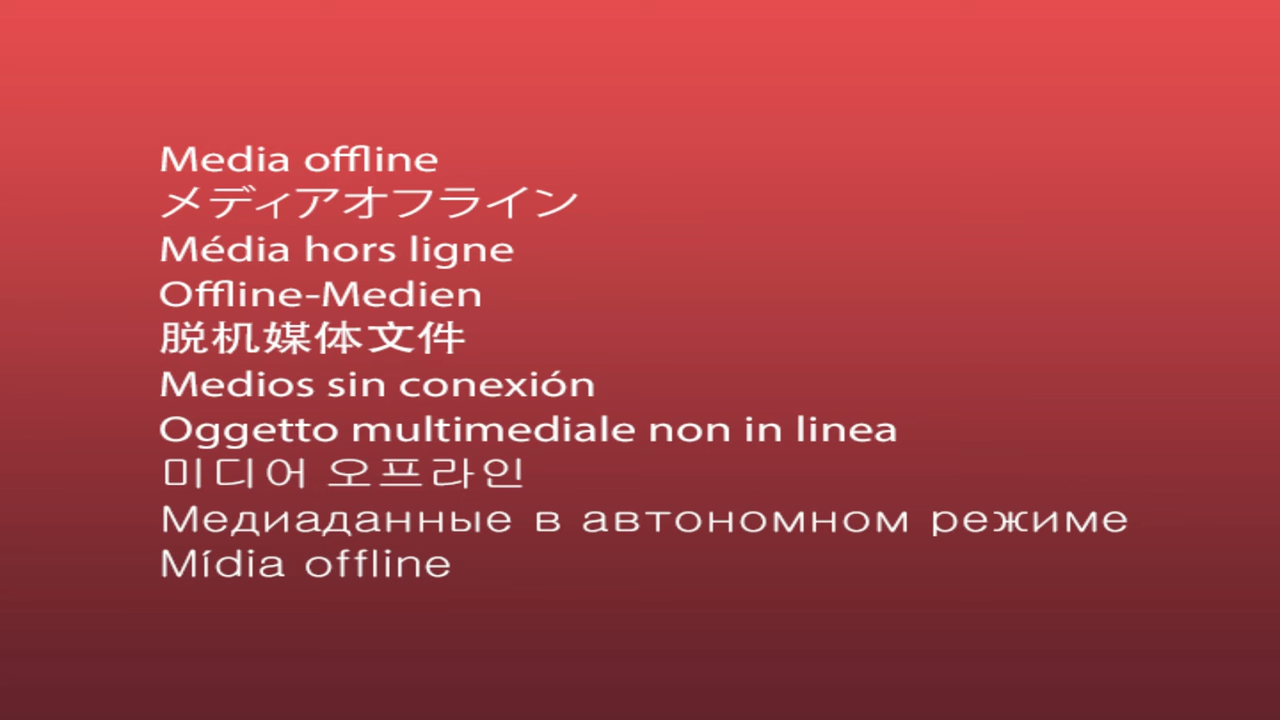 Media offline
メディアオフライン
Média hors ligne
Offline-Medien
脱机媒体文件
Medios sin conexión
Oggetto multimediale non in linea
미디어 오프라인
Медиаданные в автономном режиме
Mídia offline